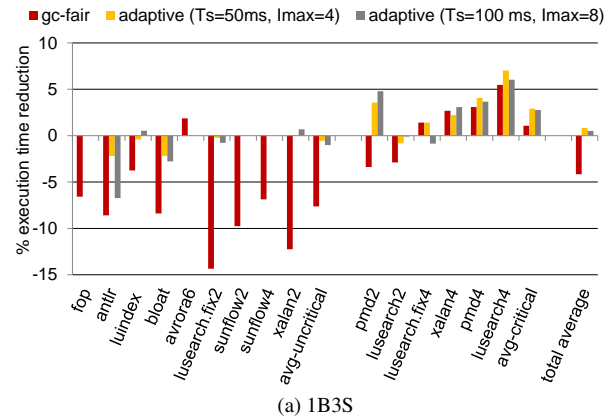 gc-fair adaptive (Ts=50ms, Imax=4) adaptive (Ts=100 ms, Imax=8)
% execution time reduction
10
5
0
-5
-10
-15
fop
antlr
luindex
bloat
avrora6
lusearch.fix2
sunflow2
sunflow4
xalan2
avg-uncritical
pmd2
lusearch2
lusearch.fix4
xalan4
pmd4
lusearch4
avg-critical
total average
(a) 1B3S